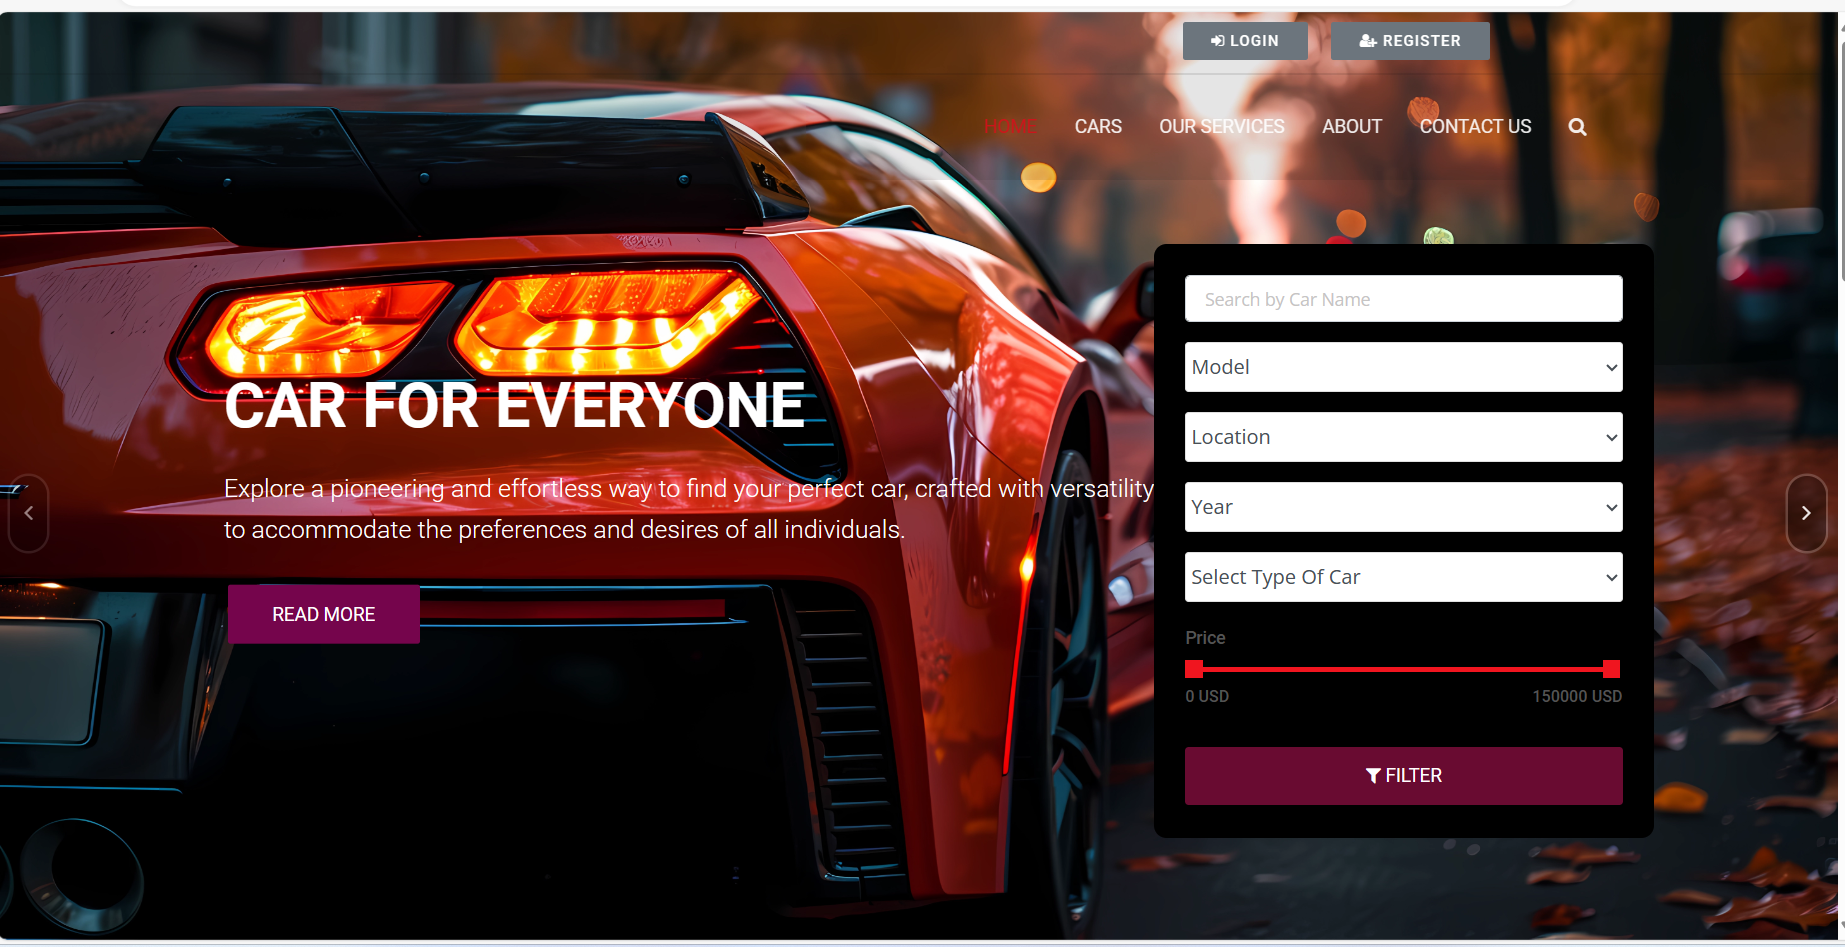 LOGIN
REGISTER
HOME
CARS
OUR SERVICES
ABOUT
CONTACT US
CAR FOR EVERYONE
Explore a pioneering and effortless way to find your perfect car, crafted with versatility
to accommodate the preferences and desires of all individuals.
READ MORE
Search by Car Name
Model
Location
Year
Select Type Of Car
Price
0 USD
150000 USD
FILTER